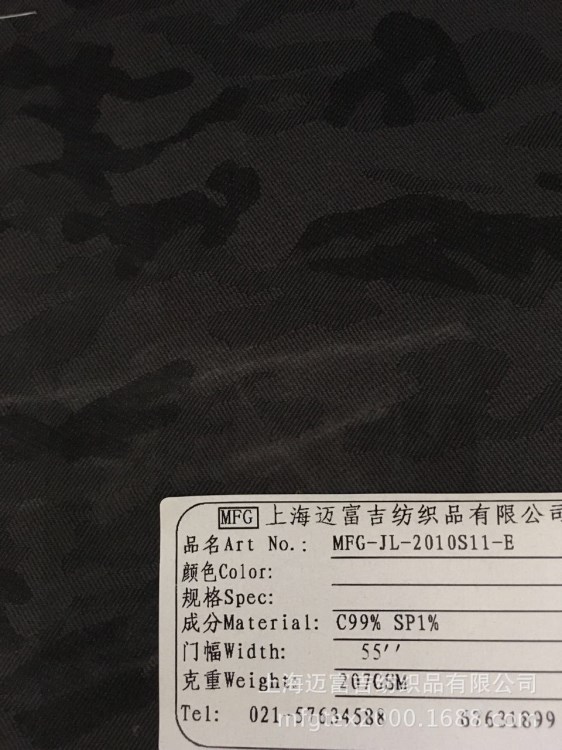 MFG 上海迈富吉纺织品有限公司
品名Art No.: MFG-JL-2010S11-E
颜色Color:
规格Spec:
成分Material: C99% SP1%
门幅Width: 55''
克重Weigh: 207GSM
上海迈富吉纺织品有限公司
Tel: 021-57634588